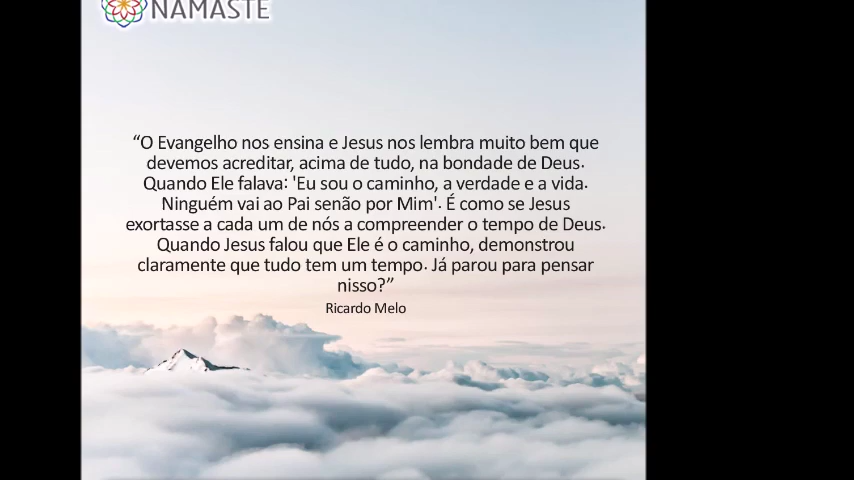 NAMASTE
“O Evangelho nos ensina e Jesus nos lembra muito bem que
devemos acreditar, acima de tudo, na bondade de Deus.
Quando Ele falava: 'Eu sou o caminho, a verdade e a vida.
Ninguém vai ao Pai senão por Mim'. É como se Jesus
exortasse a cada um de nós a compreender o tempo de Deus.
Quando Jesus falou que Ele é o caminho, demonstrou
claramente que tudo tem um tempo. Já parou para pensar
nisso?”
Ricardo Melo